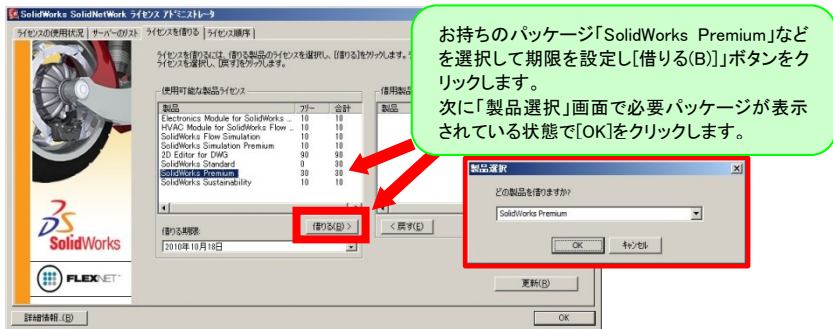 SolidWorks SolidNetWork ライセンス アドミニストレータ
ライセンスの使用状況 サーバーのリスト ライセンスを借りる ライセンス順序
ライセンスを借りるには、借りる製品のライセンスを選択し、[借りる]をクリックします。
ライセンスを選択し、[戻す]をクリックします。
お持ちのパッケージ「SolidWorks Premium」など
を選択して期限を設定し[借りる(B)]」ボタンをク
リックします。
次に「製品選択」画面で必要パッケージが表示
されている状態で[OK]をクリックします。
使用可能な製品ライセンス
製品 フリー 合計
Electronics Module for SolidWorks ... 10 10
HVAC Module for SolidWorks Flow ... 10 10
SolidWorks Flow Simulation 10 10
SolidWorks Simulation Premium 10 10
2D Editor for DWG 90 90
SolidWorks Standard 0 30
SolidWorks Premium 30 30
SolidWorks Sustainability 10 10
借用製品
製品
借りる期限:
2010年10月18日
借りる(B) >
< 戻す(E)
製品選択
どの製品を借りますか?
SolidWorks Premium
OK キャンセル
SolidWorks
FLEXNET
更新(R)
詳細情報...(B)
OK